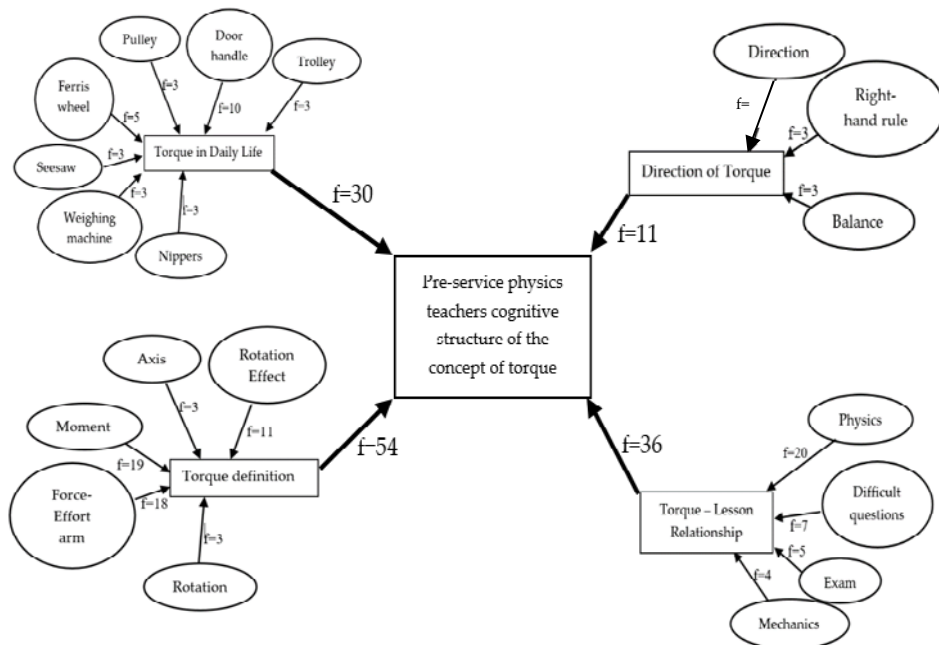 Pulley
Door
handle
Trolley
Ferris
wheel
Seesaw
Weighing
machine
Nippers
f=3
f=10
f=3
f=5
f=3
f=3
f−3
Torque in Daily Life
f=30
Direction
Right-
hand rule
Balance
f=
f=3
f=3
Direction of Torque
f=11
Pre-service physics
teachers cognitive
structure of the
concept of torque
Axis
Rotation
Effect
Moment
Force-
Effort
arm
Rotation
f=3
f=11
f=19
f=18
f=3
Torque definition
f−54
Physics
Difficult
questions
Exam
Mechanics
f=20
f=7
f=5
f=4
Torque – Lesson
Relationship
f=36